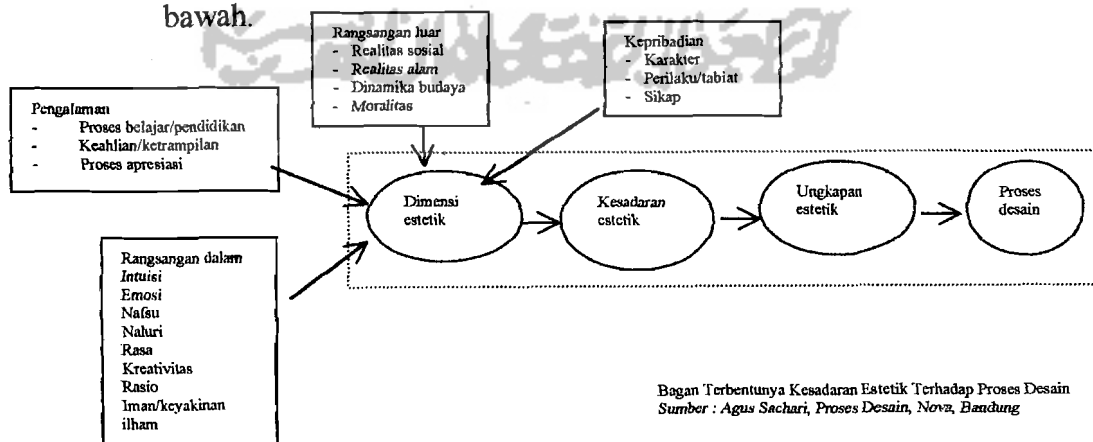 bawah.
Rangsangan luar
- Realitas sosial
- Realitas alam
- Dinamika budaya
- Moralitas
Kepribadian
- Karakter
- Perilaku/tabiat
- Sikap
Pengalaman
- Proses belajar/pendidikan
- Keahlian/ketrampilan
- Proses apresiasi
Dimensi
estetik
Kesadaran
estetik
Ungkapan
estetik
Proses
desain
Rangsangan dalam
Intuisi
Emosi
Nafsu
Naluri
Rasa
Kreativitas
Rasio
Iman/keyakinan
ilham
Bagan Terbentunya Kesadaran Estetik Terhadap Proses Desain
Sumber : Agus Sachari, Proses Desain, Nova, Bandung